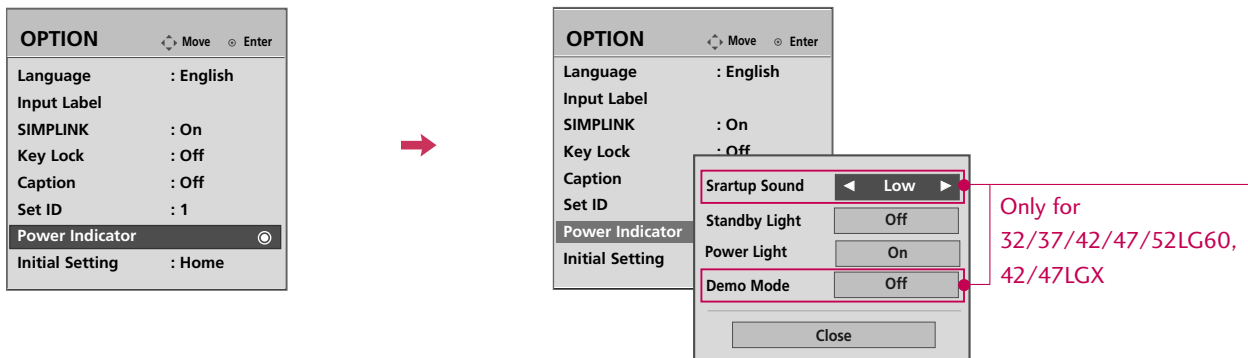 OPTION Move Enter
Language : English
Input Label
SIMPLINK : On
Key Lock : Off
Caption : Off
Set ID : 1
Power Indicator
Initial Setting : Home
OPTION Move Enter
Language : English
Input Label
SIMPLINK : On
Key Lock : Off
Caption
Set ID
Power Indicator
Initial Setting
Srartup Sound ◀ Low ▶
Standby Light Off
Power Light On
Demo Mode Off
Close
Only for
32/37/42/47/52LG60,
42/47LGX